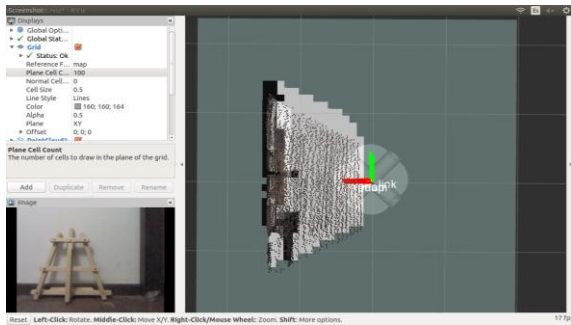 Displays
Global Opti...
Global Stat...
Grid
Status: Ok
Reference F... map
Plane Cell C... 100
Normal Cell... 0
Cell Size 0.5
Line Style Lines
Color 160; 160; 164
Alpha 0.5
Plane XY
Offset 0; 0; 0
Plane Cell Count
The number of cells to draw in the plane of the grid.
Add Duplicate Remove Rename
Image
link
Reset Left-Click: Rotate. Middle-Click: Move X/Y. Right-Click/Mouse Wheel: Zoom. Shift: More options. 17 fp